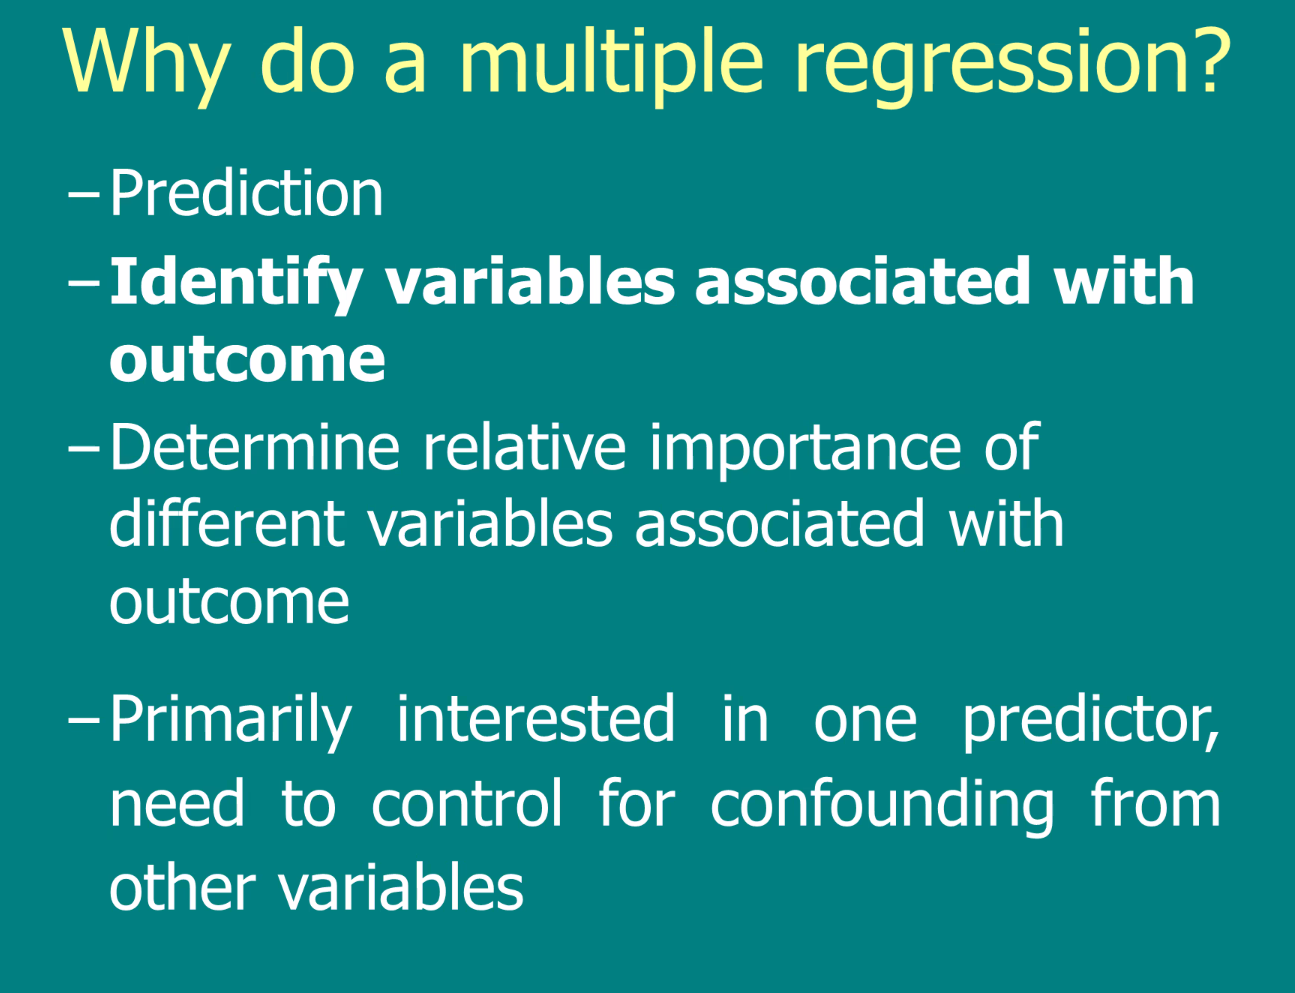 Why do a multiple regression?
–Prediction
–Identify variables associated with
outcome
–Determine relative importance of
different variables associated with
outcome
–Primarily interested in one predictor,
need to control for confounding from
other variables